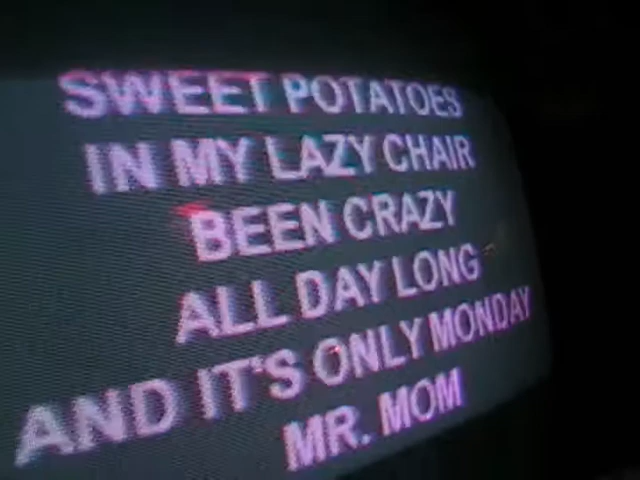 SWEET POTATOES
IN MY LAZY CHAIR
BEEN CRAZY
ALL DAY LONG
AND IT'S ONLY MONDAY
MR. MOM